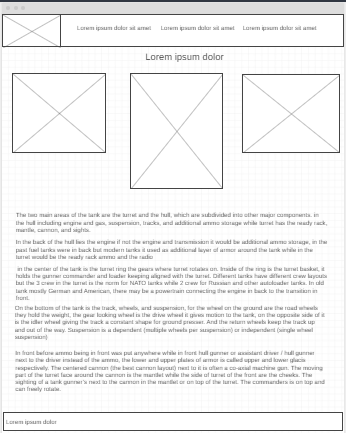 Lorem ipsum dolor sit amet Lorem ipsum dolor sit amet Lorem ipsum dolor sit amet
Lorem ipsum dolor
The two main areas of the tank are the turret and the hull, which are subdivided into other major components. in
the hull including engine and gas, suspension, tracks, and additional ammo storage while turret has the ready rack,
mantle, cannon, and sights.
In the back of the hull lies the engine if not the engine and transmission it would be additional ammo storage; in the
past fuel tanks were in back but modern tanks it used as additional ammo storage or armor around the tank while in the
turret would be ready rack ammo and the radio
in the center of the tank is the turret ring the gears where turret rotates on. Inside of the ring is the turret basket, it
holds the gunner commander and loader keeping aligned with the turret. Different tanks have different crew layouts
but the 3 crew in the turret is the norm for NATO tanks while 2 crew for Russian and other autoloader tanks. In old
tank mostly German and American, there could be a powertrain connecting the engine in back to the transition in
front.
On the bottom of the tank is the track, wheels, and suspension, for the wheel on the ground are the road wheels
they hold the weight, the gear looking wheel is the drive wheel it gives motion to the tank, on the opposite side of it
is the idler wheel giving the track a constant shape for ground presser. And the return wheels keep the track up
and out of the way. Suspension is a dependent (multiple wheels per suspension) or independent (single wheel
suspension)
In front before ammo being in front was put anywhere while in front hull gunner or assistant driver / hull gunner
next to the driver instead of the ammo, the lower and upper plates of armor is called upper and lower glacis
respectively. The centered cannon (the best cannon layout) next to it is often a co-axial machine gun. The moving
part of the turret face around the cannon is the mantlet while the side of turret of the front are the cheeks. The
sighting of a tank gunner's next to the cannon in the mantlet or on top of the turret. The commanders is on top and
can freely rotate.
Lorem ipsum dolor